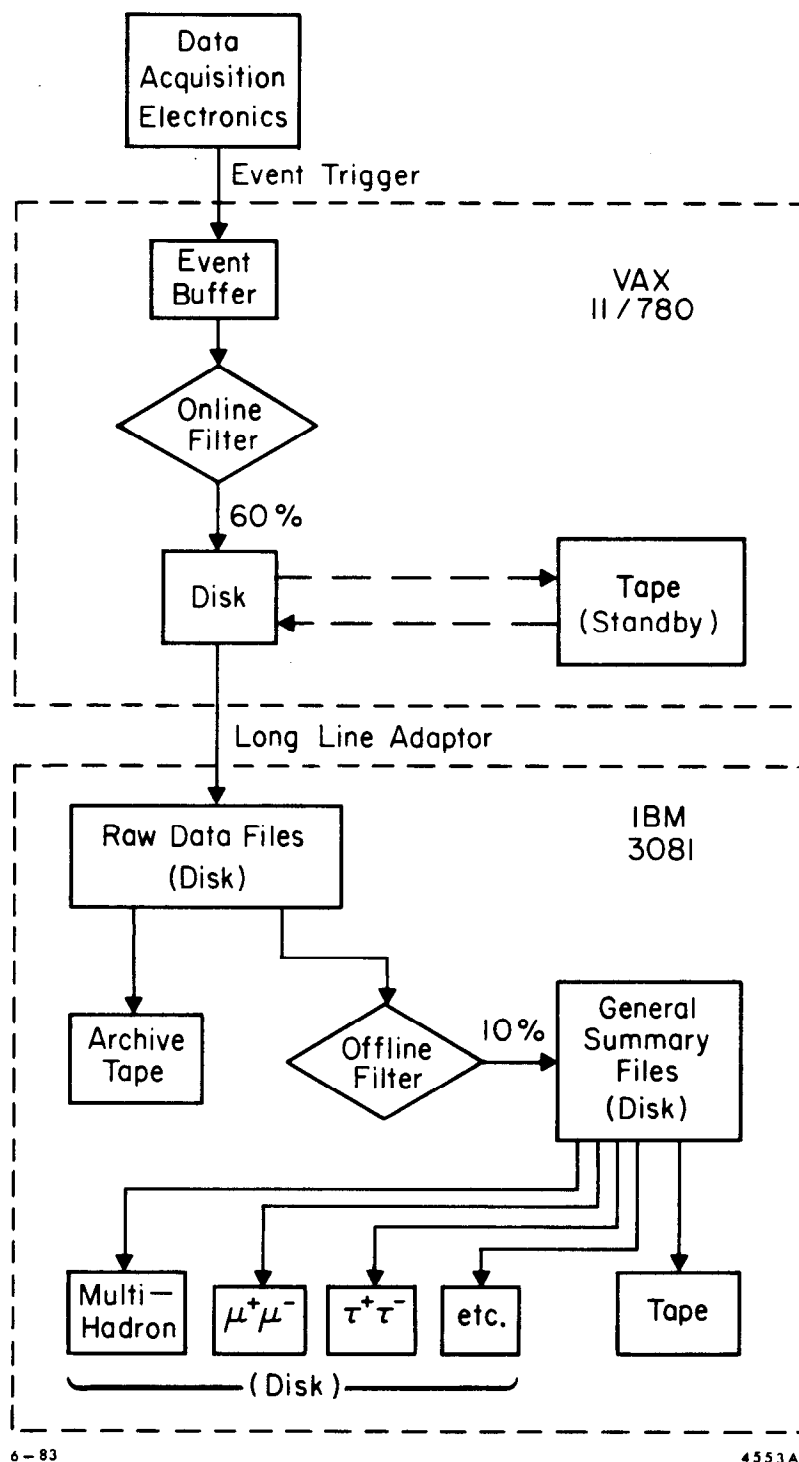 Data
Acquisition
Electronics
Event Trigger
Event
Buffer
VAX
11/780
Online
Filter
60%
Disk
Tape
(Standby)
Long Line Adaptor
Raw Data Files
(Disk)
IBM
3081
Archive
Tape
Offline
Filter
10%
General
Summary
Files
(Disk)
Multi–
Hadron
μ⁺μ⁻
τ⁺τ⁻
etc.
Tape
(Disk)
6–83
4553A